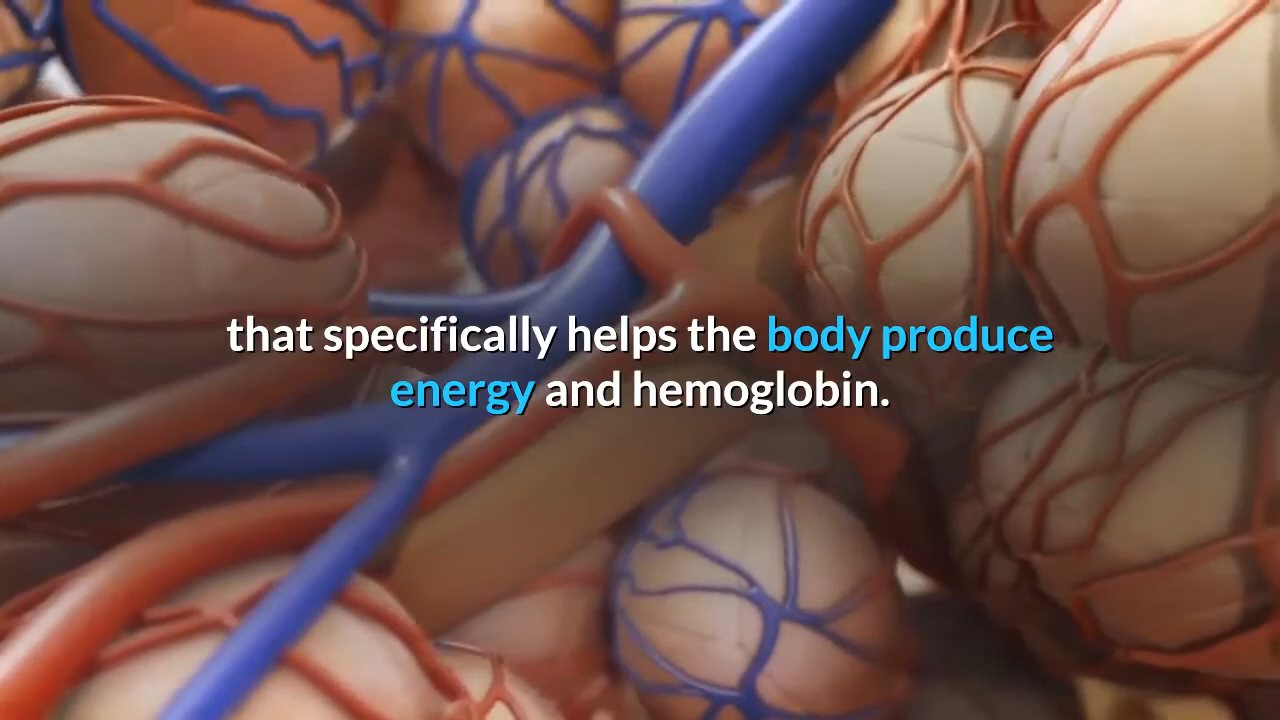 that specifically helps the body produce
energy and hemoglobin.